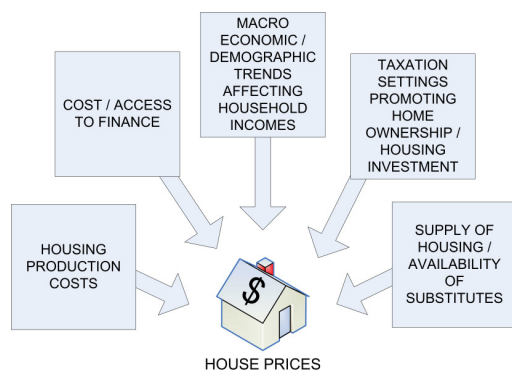 MACRO
ECONOMIC /
DEMOGRAPHIC
TRENDS
AFFECTING
HOUSEHOLD
INCOMES
COST / ACCESS
TO FINANCE
TAXATION
SETTINGS
PROMOTING
HOME
OWNERSHIP /
HOUSING
INVESTMENT
HOUSING
PRODUCTION
COSTS
SUPPLY OF
HOUSING /
AVAILABILITY
OF
SUBSTITUTES
$
HOUSE PRICES